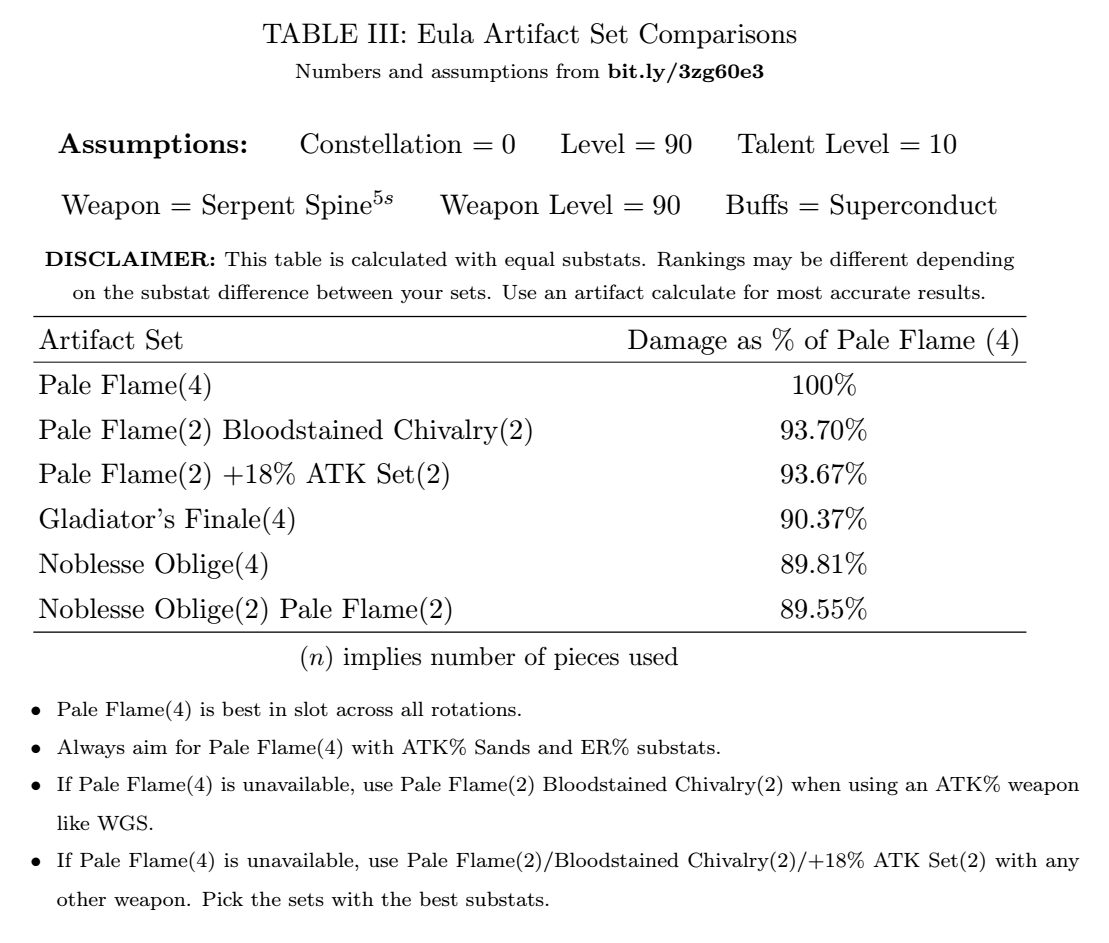 TABLE III: Eula Artifact Set Comparisons
Numbers and assumptions from bit.ly/3zg60e3
Assumptions: Constellation = 0 Level = 90 Talent Level = 10
Weapon = Serpent Spine^5s Weapon Level = 90 Buffs = Superconduct
DISCLAIMER: This table is calculated with equal substats. Rankings may be different depending
on the substat difference between your sets. Use an artifact calculate for most accurate results.
Artifact Set Damage as % of Pale Flame (4)
Pale Flame(4) 100%
Pale Flame(2) Bloodstained Chivalry(2) 93.70%
Pale Flame(2) +18% ATK Set(2) 93.67%
Gladiator's Finale(4) 90.37%
Noblesse Oblige(4) 89.81%
Noblesse Oblige(2) Pale Flame(2) 89.55%
(n) implies number of pieces used
• Pale Flame(4) is best in slot across all rotations.
• Always aim for Pale Flame(4) with ATK% Sands and ER% substats.
• If Pale Flame(4) is unavailable, use Pale Flame(2) Bloodstained Chivalry(2) when using an ATK% weapon
like WGS.
• If Pale Flame(4) is unavailable, use Pale Flame(2)/Bloodstained Chivalry(2)/+18% ATK Set(2) with any
other weapon. Pick the sets with the best substats.